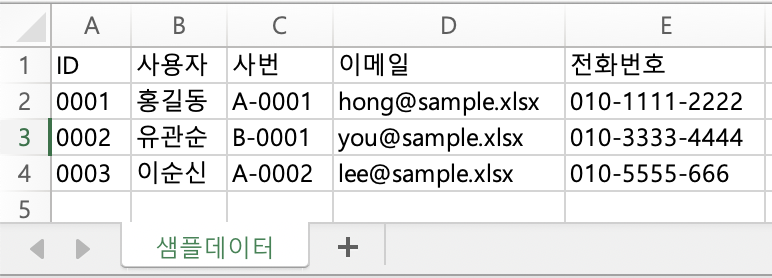 A B C D E
1 ID 사용자 사번 이메일 전화번호
2 0001 홍길동 A-0001 hong@sample.xlsx 010-1111-2222
3 0002 유관순 B-0001 you@sample.xlsx 010-3333-4444
4 0003 이순신 A-0002 lee@sample.xlsx 010-5555-666
5
샘플데이터 +